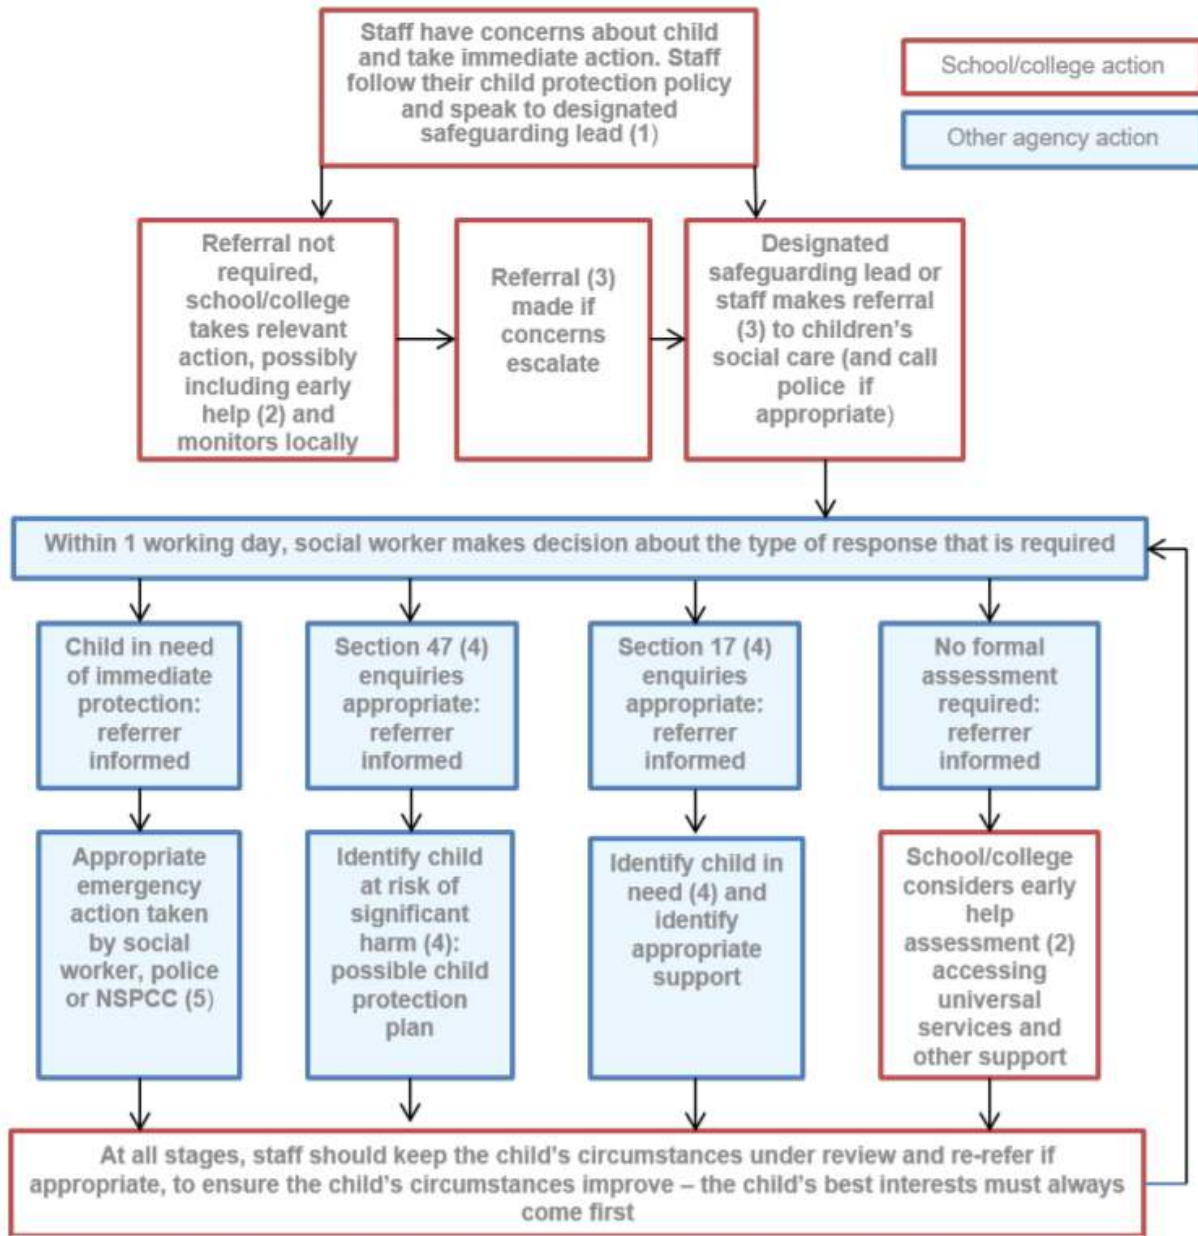 Staff have concerns about child
and take immediate action. Staff
follow their child protection policy
and speak to designated
safeguarding lead (1)
School/college action
Other agency action
Referral not
required,
school/college
takes relevant
action, possibly
including early
help (2) and
monitors locally
Referral (3)
made if
concerns
escalate
Designated
safeguarding lead or
staff makes referral
(3) to children's
social care (and call
police if
appropriate)
Within 1 working day, social worker makes decision about the type of response that is required
Child in need
of immediate
protection:
referrer
informed
Section 47 (4)
enquiries
appropriate:
referrer
informed
Section 17 (4)
enquiries
appropriate:
referrer
informed
No formal
assessment
required:
referrer
informed
Appropriate
emergency
action taken
by social
worker, police
or NSPCC (5)
Identify child
at risk of
significant
harm (4):
possible child
protection
plan
Identify child in
need (4) and
identify
appropriate
support
School/college
considers early
help
assessment (2)
accessing
universal
services and
other support
At all stages, staff should keep the child's circumstances under review and re-refer if
appropriate, to ensure the child's circumstances improve – the child's best interests must always
come first